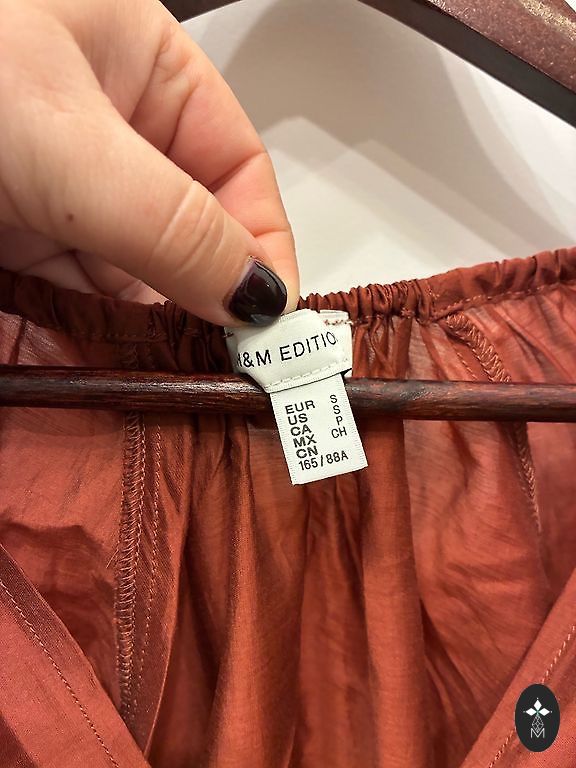 &M EDITIO
EUR S
US S
CA P
MX CH
CN
165/88A
M